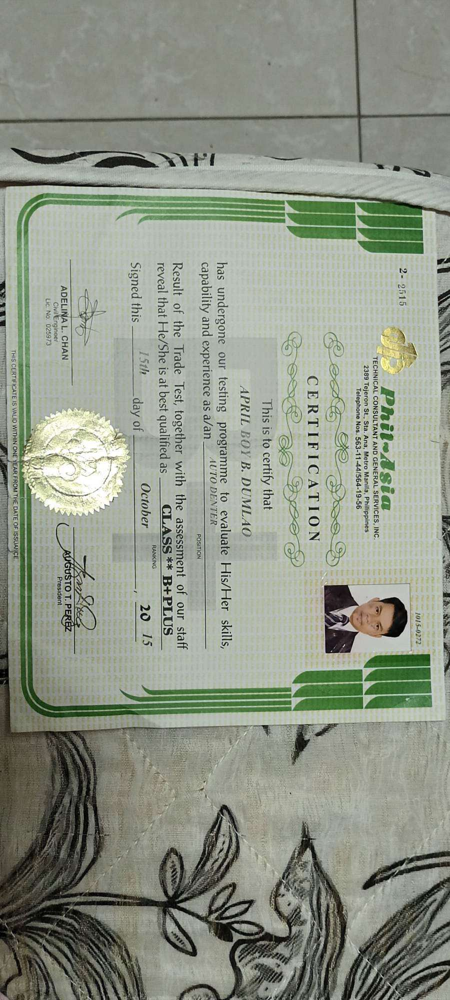 2- 2515
1015-0272
Phil-Asia
TECHNICAL CONSULTANT AND GENERAL SERVICES, INC.
2389 Tejeron St., Sta. Ana, Metro Manila, Philippines
Telephone Nos. 563-11-44/564-19-56
CERTIFICATION
This is to certify that
APRIL BOY B. DUMLAO
has undergone our testing programme to evaluate His/Her skills,
capability and experience as a/an AUTO DENTER
POSITION
Result of the Trade Test, together with the assessment of our staff
reveal that He/She is at best qualified as CLASS ** B+PLUS
RANKING
Signed this 15th day of October, 20 15
ADELINA L. CHAN
Civil Engineer
Lic. No. 025973
AUGUSTO T. PEREZ
President
THIS CERTIFICATE IS VALID WITHIN ONE YEAR FROM THE DATE OF ISSUANCE